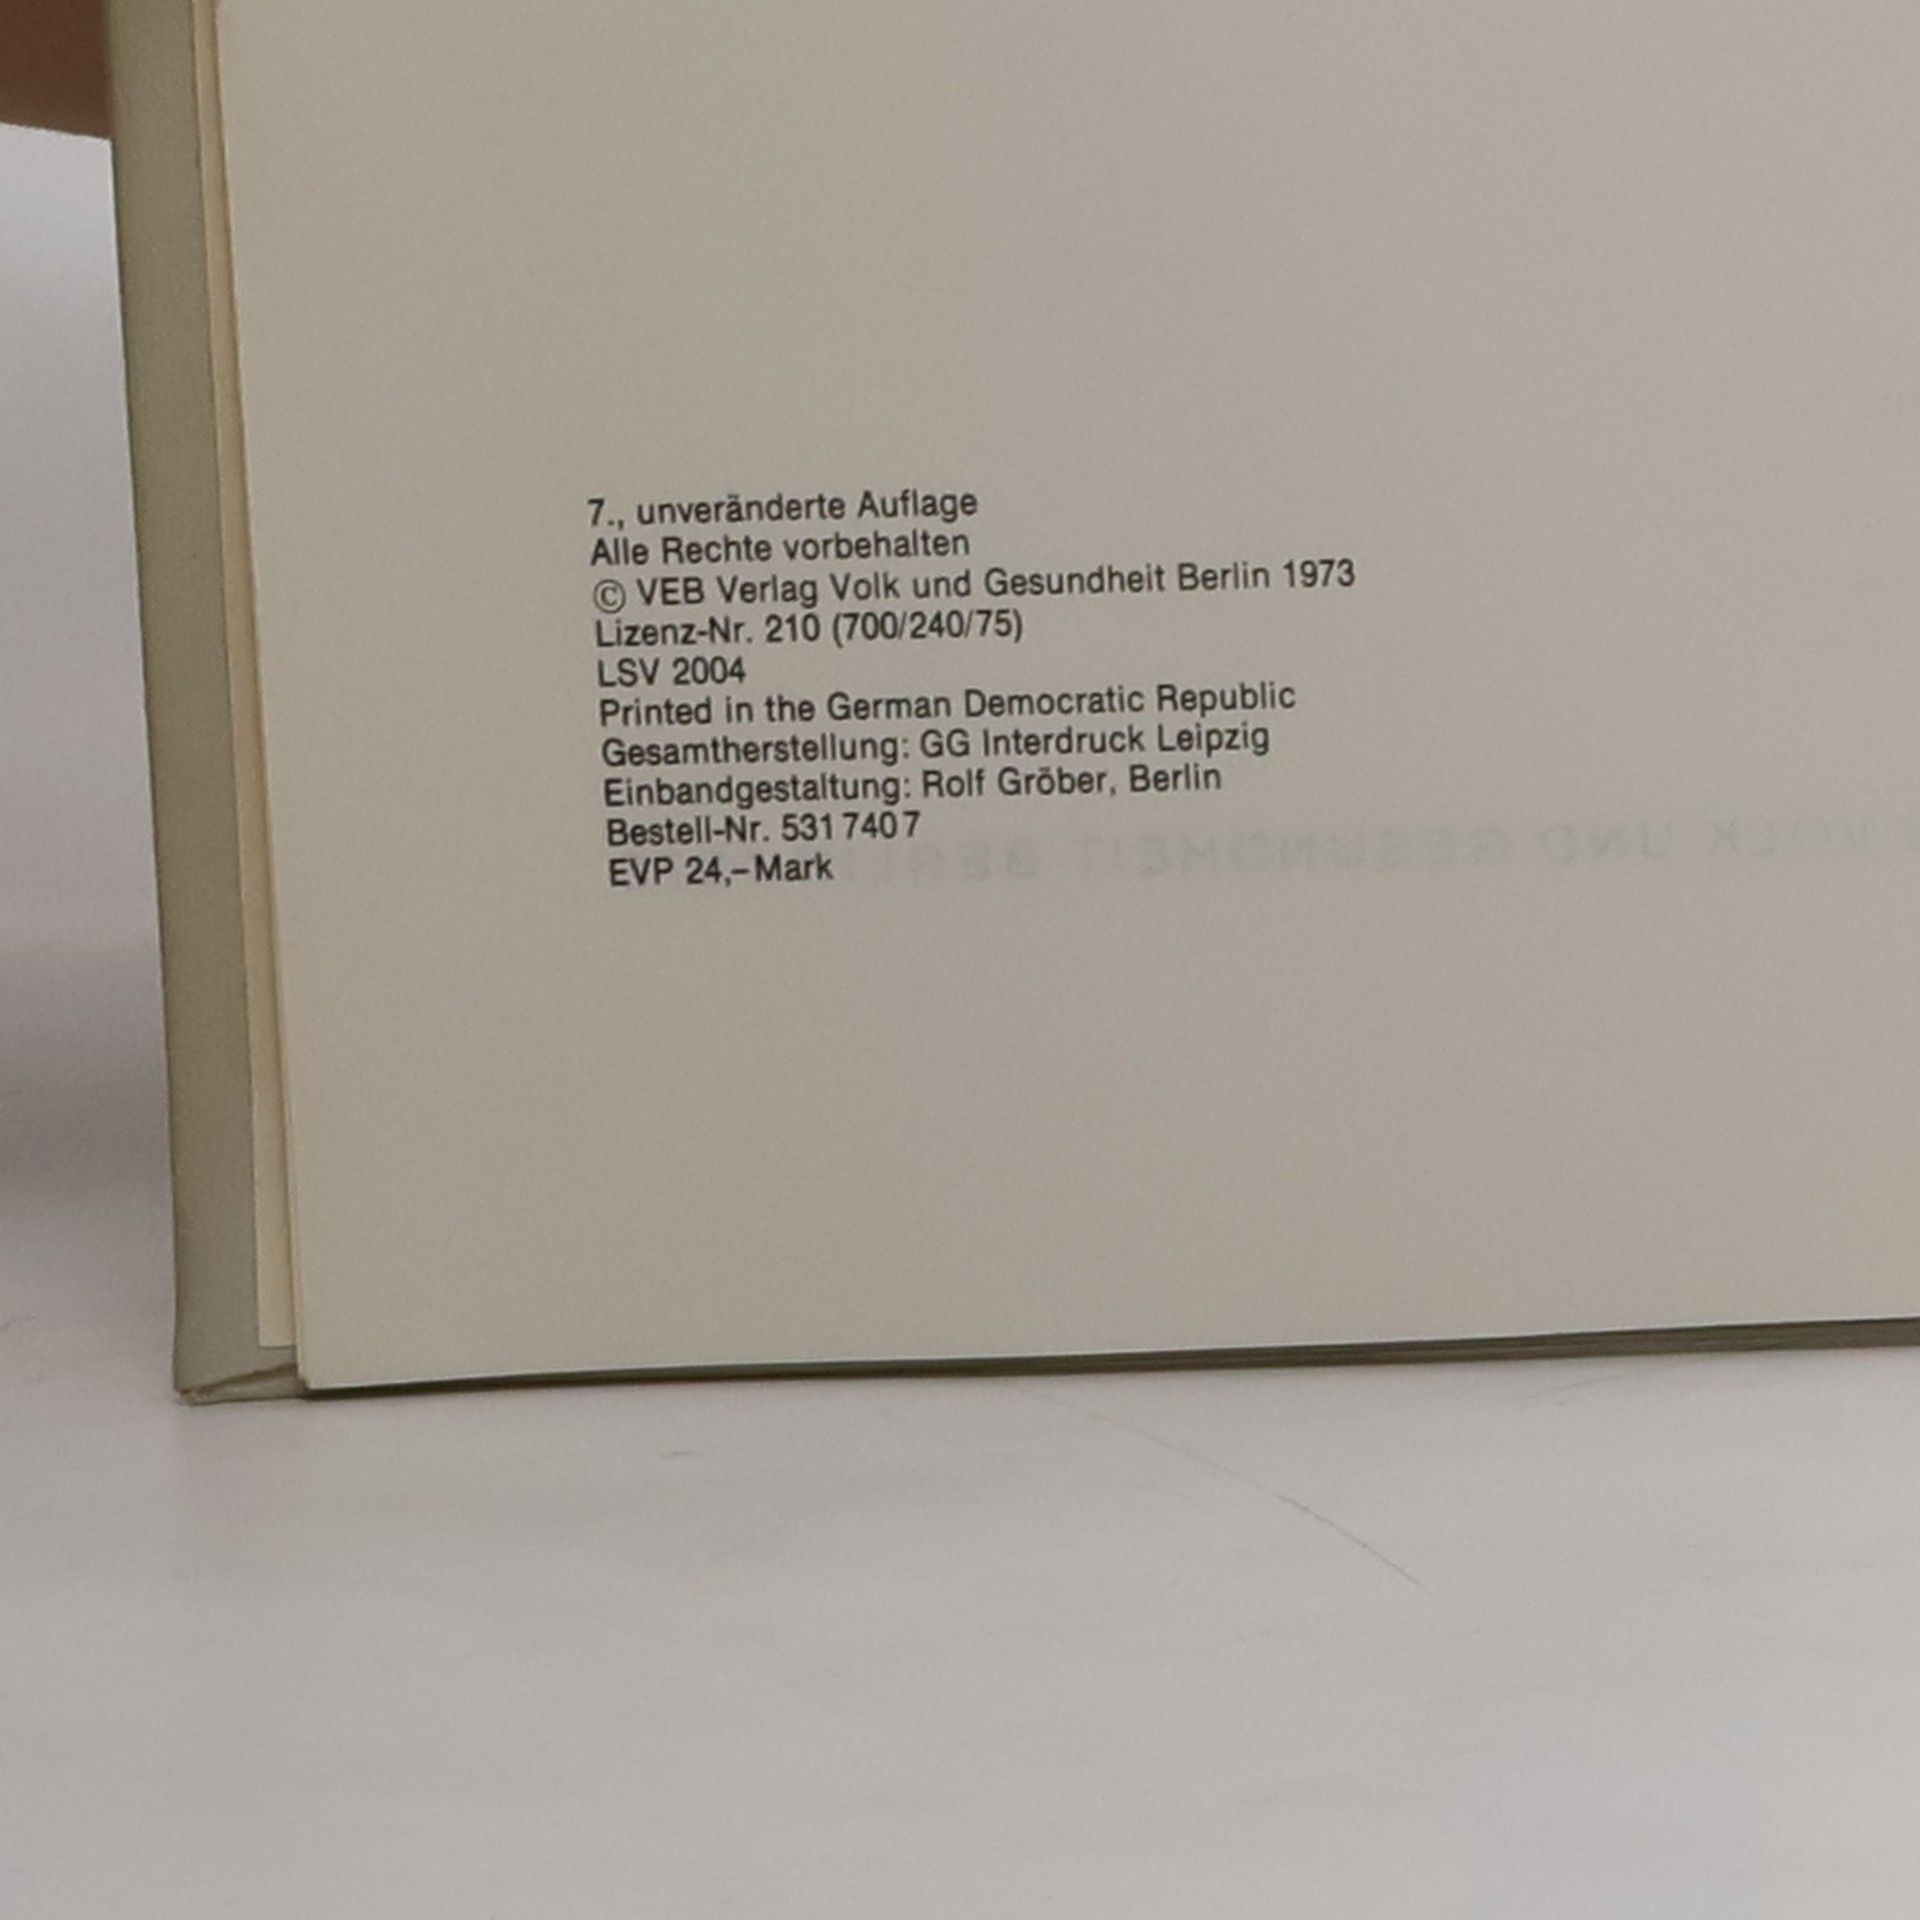 7., unveränderte Auflage
Alle Rechte vorbehalten
© VEB Verlag Volk und Gesundheit Berlin 1973
Lizenz-Nr. 210 (700/240/75)
LSV 2004
Printed in the German Democratic Republic
Gesamtherstellung: GG Interdruck Leipzig
Einbandgestaltung: Rolf Gröber, Berlin
Bestell-Nr. 531 740 7
EVP 24,– Mark